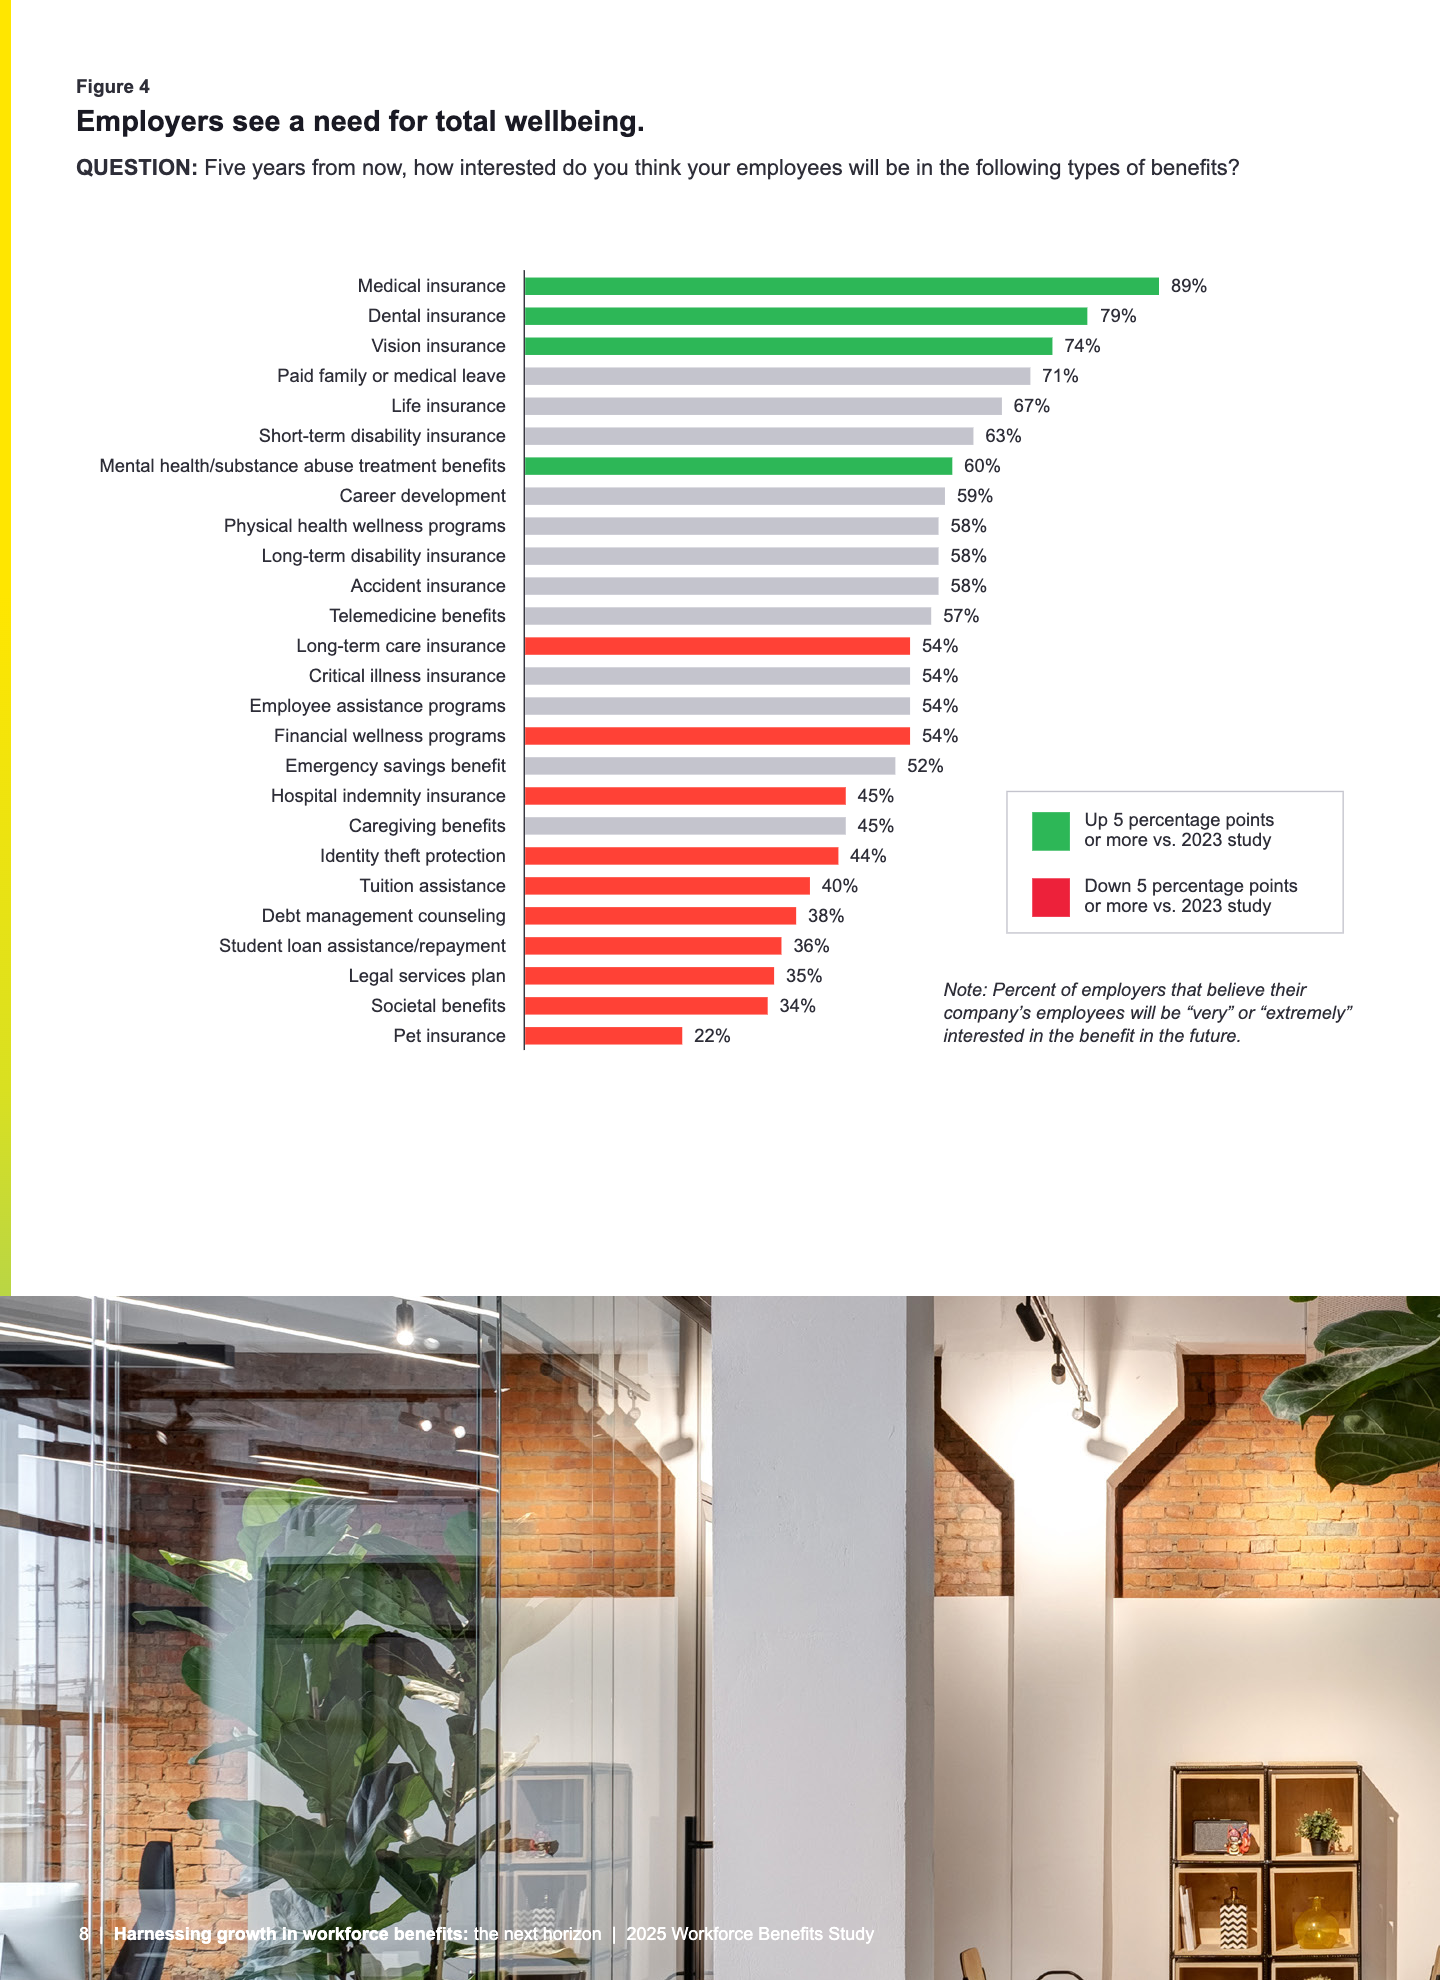 Figure 4
Employers see a need for total wellbeing.
QUESTION: Five years from now, how interested do you think your employees will be in the following types of benefits?
Medical insurance 89%
Dental insurance 79%
Vision insurance 74%
Paid family or medical leave 71%
Life insurance 67%
Short-term disability insurance 63%
Mental health/substance abuse treatment benefits 60%
Career development 59%
Physical health wellness programs 58%
Long-term disability insurance 58%
Accident insurance 58%
Telemedicine benefits 57%
Long-term care insurance 54%
Critical illness insurance 54%
Employee assistance programs 54%
Financial wellness programs 54%
Emergency savings benefit 52%
Hospital indemnity insurance 45%
Caregiving benefits 45%
Identity theft protection 44%
Tuition assistance 40%
Debt management counseling 38%
Student loan assistance/repayment 36%
Legal services plan 35%
Societal benefits 34%
Pet insurance 22%
Up 5 percentage points
or more vs. 2023 study
Down 5 percentage points
or more vs. 2023 study
Note: Percent of employers that believe their
company’s employees will be “very” or “extremely”
interested in the benefit in the future.
8 | Harnessing growth in workforce benefits: the next horizon | 2025 Workforce Benefits Study